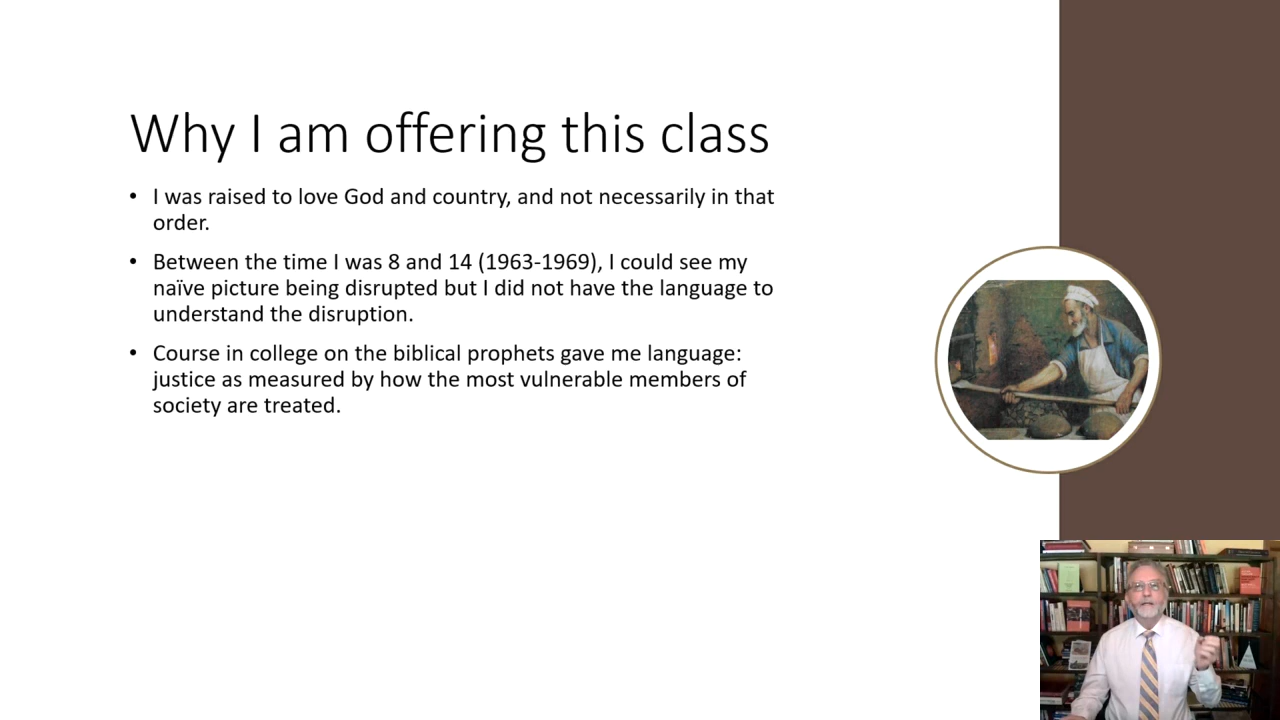 Why I am offering this class
• I was raised to love God and country, and not necessarily in that
order.
• Between the time I was 8 and 14 (1963-1969), I could see my
naïve picture being disrupted but I did not have the language to
understand the disruption.
• Course in college on the biblical prophets gave me language:
justice as measured by how the most vulnerable members of
society are treated.